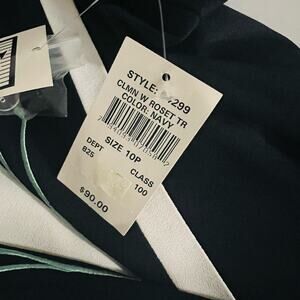 STYLE:
CLMN W ROSET TR
COLOR: NAVY
SIZE 10P
DEPT
825
CLASS
100
$90.00